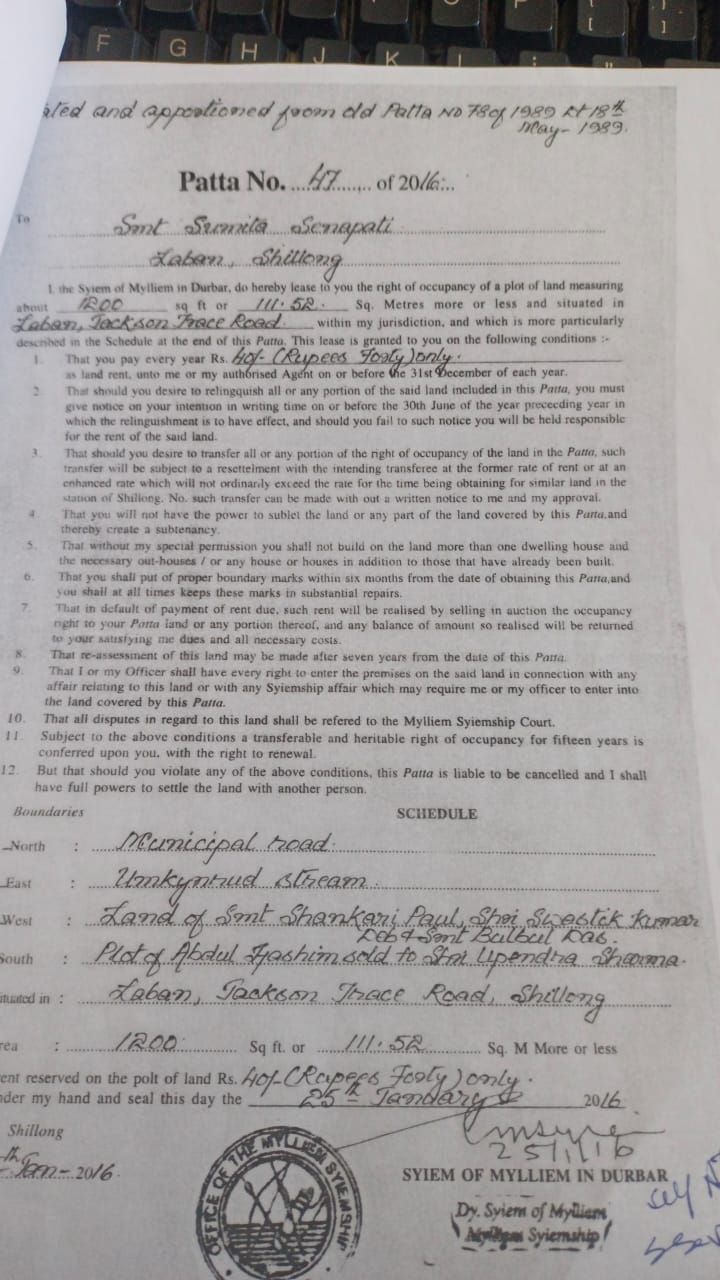 F G H J K L ; "
ated and apportioned from old Patta No 78 of 1989 Dt 18th
May - 1989.
Patta No. ....47....... of 2016:..
To
Smt Sumita Senapati
Laban, Shillong
I. the Syiem of Mylliem in Durbar, do hereby lease to you the right of occupancy of a plot of land measuring
about 1200 sq ft or 111.52. Sq. Metres more or less and situated in
Laban, Jackson Trace Road. within my jurisdiction, and which is more particularly
described in the Schedule at the end of this Patta. This lease is granted to you on the following conditions :-
1. That you pay every year Rs. 40/- (Rupees Forty) only.
as land rent, unto me or my authorised Agent on or before the 31st December of each year.
2. That should you desire to relingquish all or any portion of the said land included in this Patta, you must
give notice on your intention in writing time on or before the 30th June of the year preceeding year in
which the relinguishment is to have effect, and should you fail to such notice you will be held responsible
for the rent of the said land.
3. That should you desire to transfer all or any portion of the right of occupancy of the land in the Patta, such
transfer will be subject to a resettelment with the intending transferee at the former rate of rent or at an
enhanced rate which will not ordinarily exceed the rate for the time being obtaining for similar land in the
station of Shillong. No. such transfer can be made with out a written notice to me and my approval.
4. That you will not have the power to sublet the land or any part of the land covered by this Patta,and
thereby create a subtenancy.
5. That without my special permission you shall not build on the land more than one dwelling house and
the necessary out-houses / or any house or houses in addition to those that have already been built.
6. That you shall put of proper boundary marks within six months from the date of obtaining this Patta,and
you shall at all times keeps these marks in substantial repairs.
7. That in default of payment of rent due, such rent will be realised by selling in auction the occupancy
right to your Patta land or any portion thereof, and any balance of amount so realised will be returned
to your satistying me dues and all necessary costs.
8. That re-assessment of this land may be made after seven years from the date of this Patta.
9. That I or my Officer shall have every right to enter the premises on the said land in connection with any
affair relating to this land or with any Syiemship affair which may require me or my officer to enter into
the land covered by this Patta.
10. That all disputes in regard to this land shall be refered to the Mylliem Syiemship Court.
11. Subject to the above conditions a transferable and heritable right of occupancy for fifteen years is
conferred upon you, with the right to renewal.
12. But that should you violate any of the above conditions, this Patta is liable to be cancelled and I shall
have full powers to settle the land with another person.
Boundaries SCHEDULE
North : Municipal road.
East : Umkynrud stream.
West : Land of Smt Shankari Paul, Shri Swastik Kumar
Deb & Smt Bulbul Das.
South : Plot of Abdul Hashim sold to Shri Upendra Sharma.
ituated in : Laban, Jackson Trace Road, Shillong
rea : 1200 Sq ft. or 111.52 Sq. M More or less
ent reserved on the polt of land Rs. 40/- (Rupees Forty) only.
nder my hand and seal this day the 25th January 2016
Shillong
25/1/16
th Jan - 2016.
SYIEM OF MYLLIEM IN DURBAR
OFFICE OF THE MYLLIEM SYIEMSHIP
Dy. Syiem of Mylliem
Mylliem Syiemship